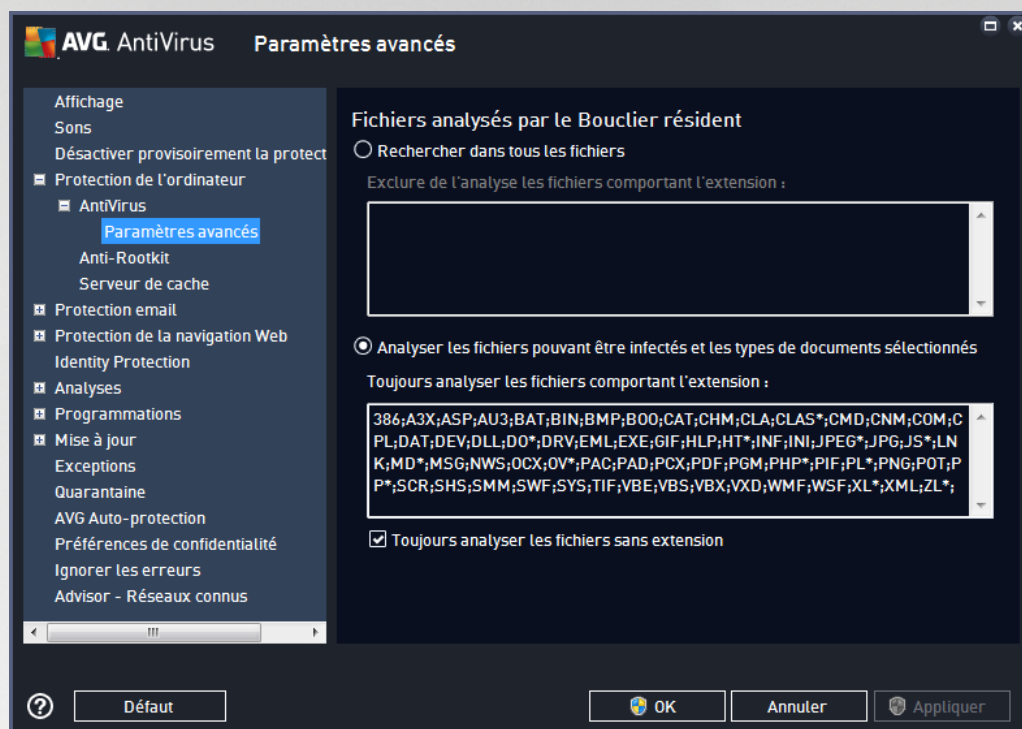 AVG. AntiVirus Paramètres avancés
Affichage
Sons
Désactiver provisoirement la protect
Protection de l'ordinateur
AntiVirus
Paramètres avancés
Anti-Rootkit
Serveur de cache
Protection email
Protection de la navigation Web
Identity Protection
Analyses
Programmations
Mise à jour
Exceptions
Quarantaine
AVG Auto-protection
Préférences de confidentialité
Ignorer les erreurs
Advisor - Réseaux connus
Fichiers analysés par le Bouclier résident
Rechercher dans tous les fichiers
Exclure de l'analyse les fichiers comportant l'extension :
Analyser les fichiers pouvant être infectés et les types de documents sélectionnés
Toujours analyser les fichiers comportant l'extension :
386;A3X;ASP;AU3;BAT;BIN;BMP;BOO;CAT;CHM;CLA;CLAS*;CMD;CNM;COM;C
PL;DAT;DEV;DLL;DO*;DRV;EML;EXE;GIF;HLP;HT*;INF;INI;JPEG*;JPG;JS*;LN
K;MD*;MSG;NWS;OCX;OV*;PAC;PAD;PCX;PDF;PGM;PHP*;PIF;PL*;PNG;POT;P
P*;SCR;SHS;SMM;SWF;SYS;TIF;VBE;VBS;VBX;VXD;WMF;WSF;XL*;XML;ZL*;
Toujours analyser les fichiers sans extension
Défaut
OK
Annuler
Appliquer